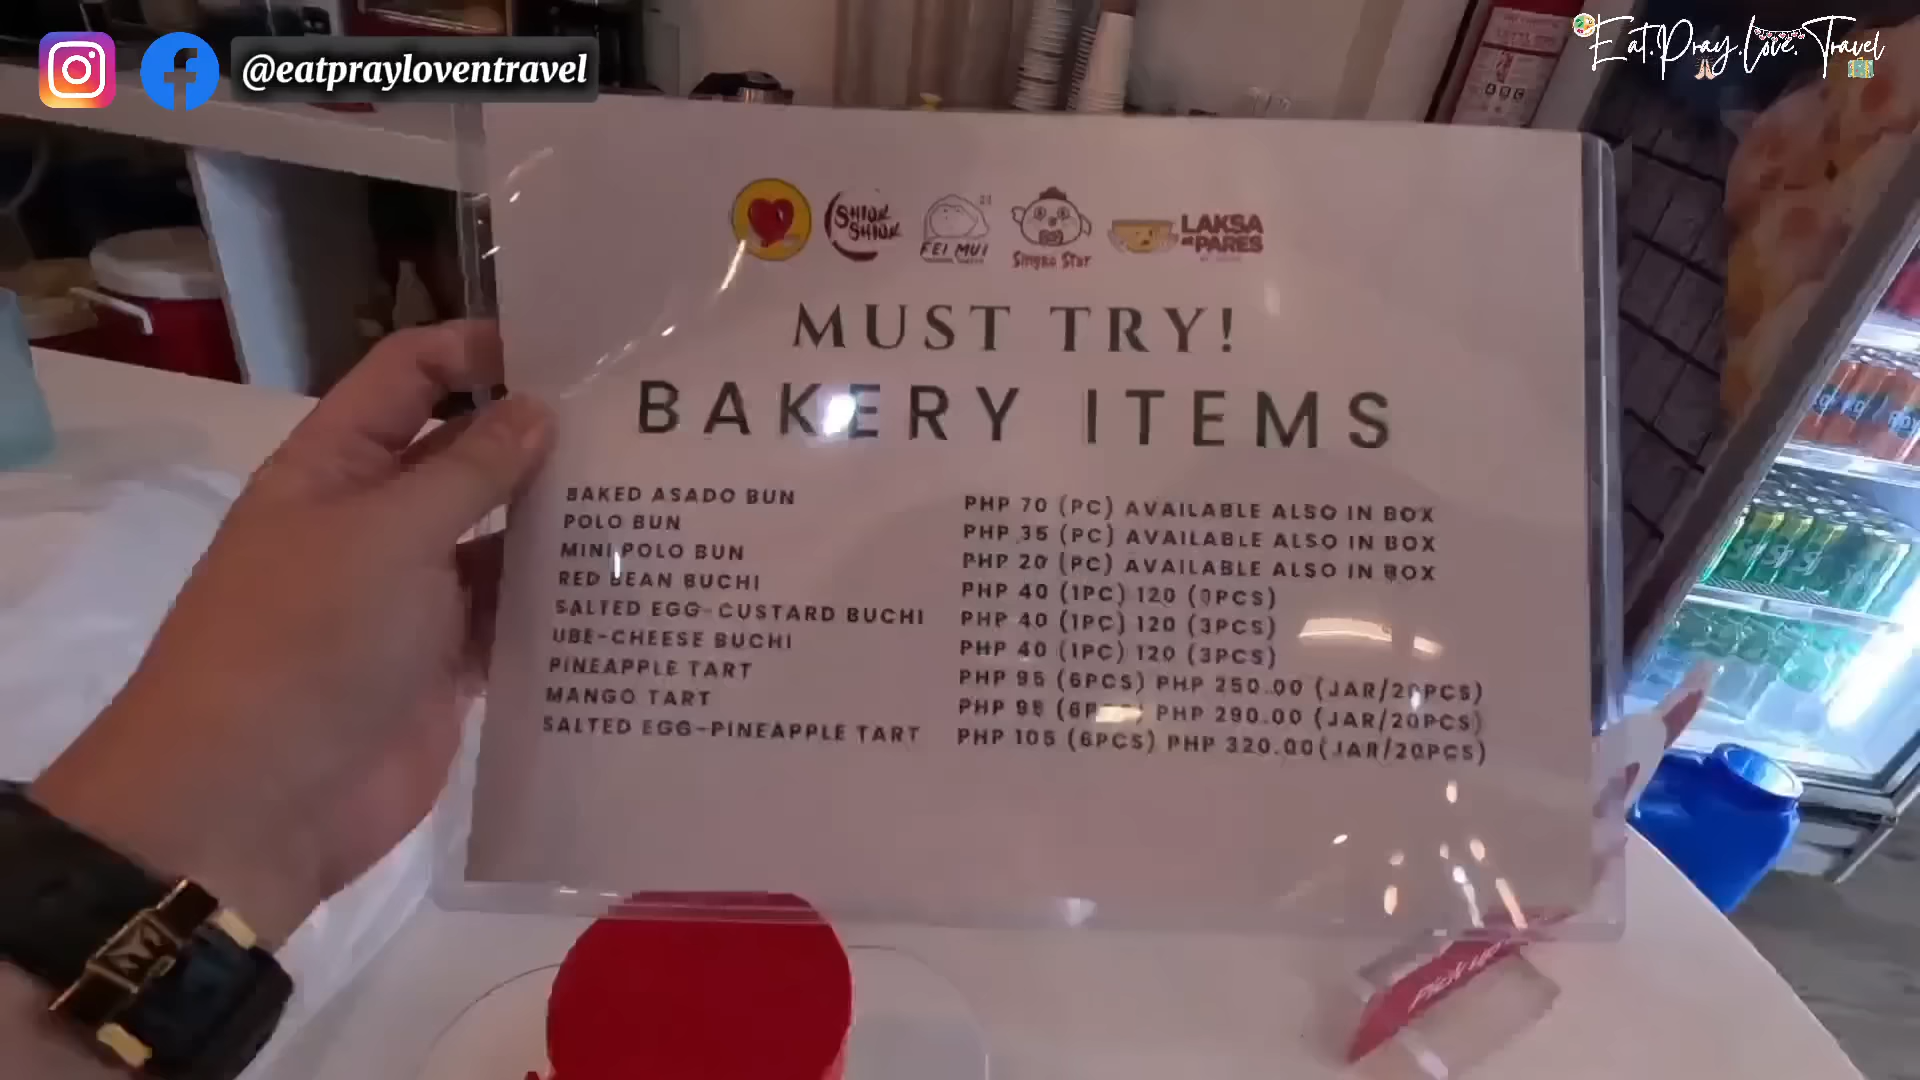 @eatprayloventravel
Eat.Pray.Love.Travel
SHIOK SHIOK
FEI MUI
Singko Star
LAKSA PARES
MUST TRY!
BAKERY ITEMS
BAKED ASADO BUN PHP 70 (PC) AVAILABLE ALSO IN BOX
POLO BUN PHP 35 (PC) AVAILABLE ALSO IN BOX
MINI POLO BUN PHP 20 (PC) AVAILABLE ALSO IN BOX
RED BEAN BUCHI PHP 40 (1PC) 120 (3PCS)
SALTED EGG-CUSTARD BUCHI PHP 40 (1PC) 120 (3PCS)
UBE-CHEESE BUCHI PHP 40 (1PC) 120 (3PCS)
PINEAPPLE TART PHP 95 (6PCS) PHP 250.00 (JAR/20PCS)
MANGO TART PHP 95 PHP 290.00 (JAR/20PCS)
SALTED EGG-PINEAPPLE TART PHP 105 (6PCS) PHP 320.00(JAR/20PCS)